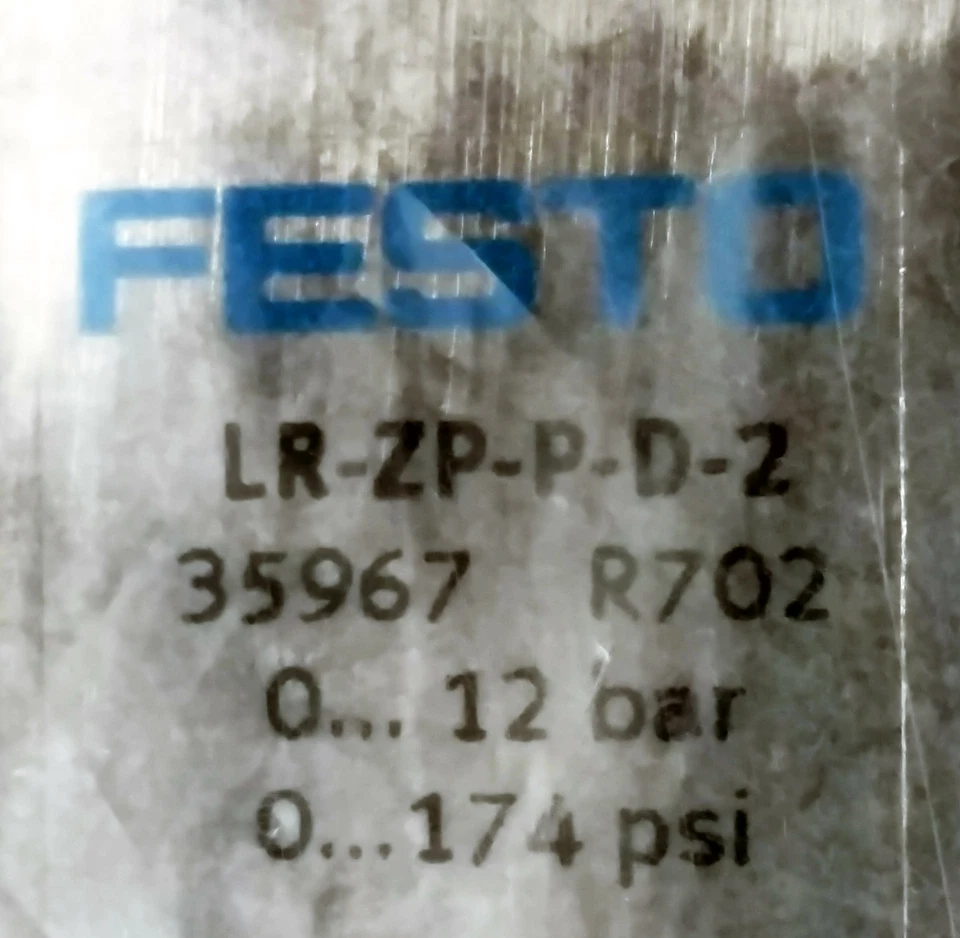 FESTO
LR-ZP-P-D-2
35967 R702
0... 12 bar
0...174 psi